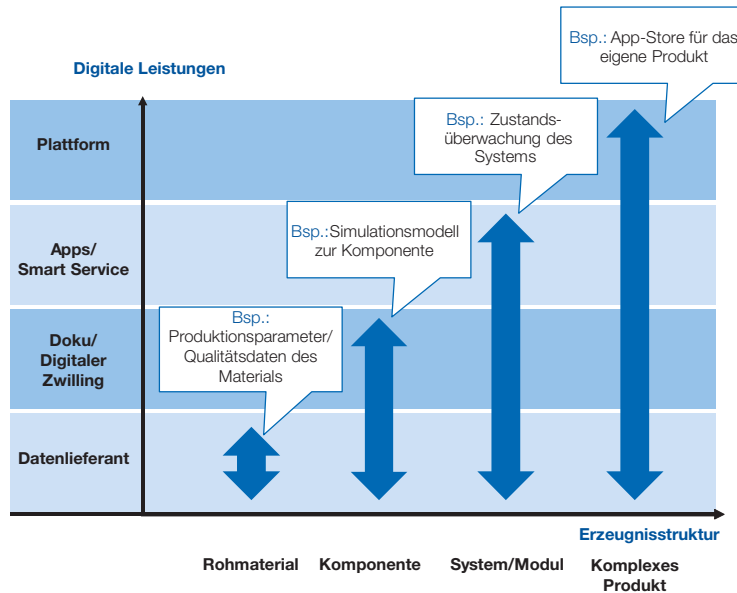 Digitale Leistungen
Bsp.: App-Store für das
eigene Produkt
Bsp.: Zustands-
überwachung des
Systems
Plattform
Bsp.:Simulationsmodell
zur Komponente
Apps/
Smart Service
Bsp.:
Produktionsparameter/
Qualitätsdaten des
Materials
Doku/
Digitaler
Zwilling
Datenlieferant
Erzeugnisstruktur
Rohmaterial
Komponente
System/Modul
Komplexes
Produkt